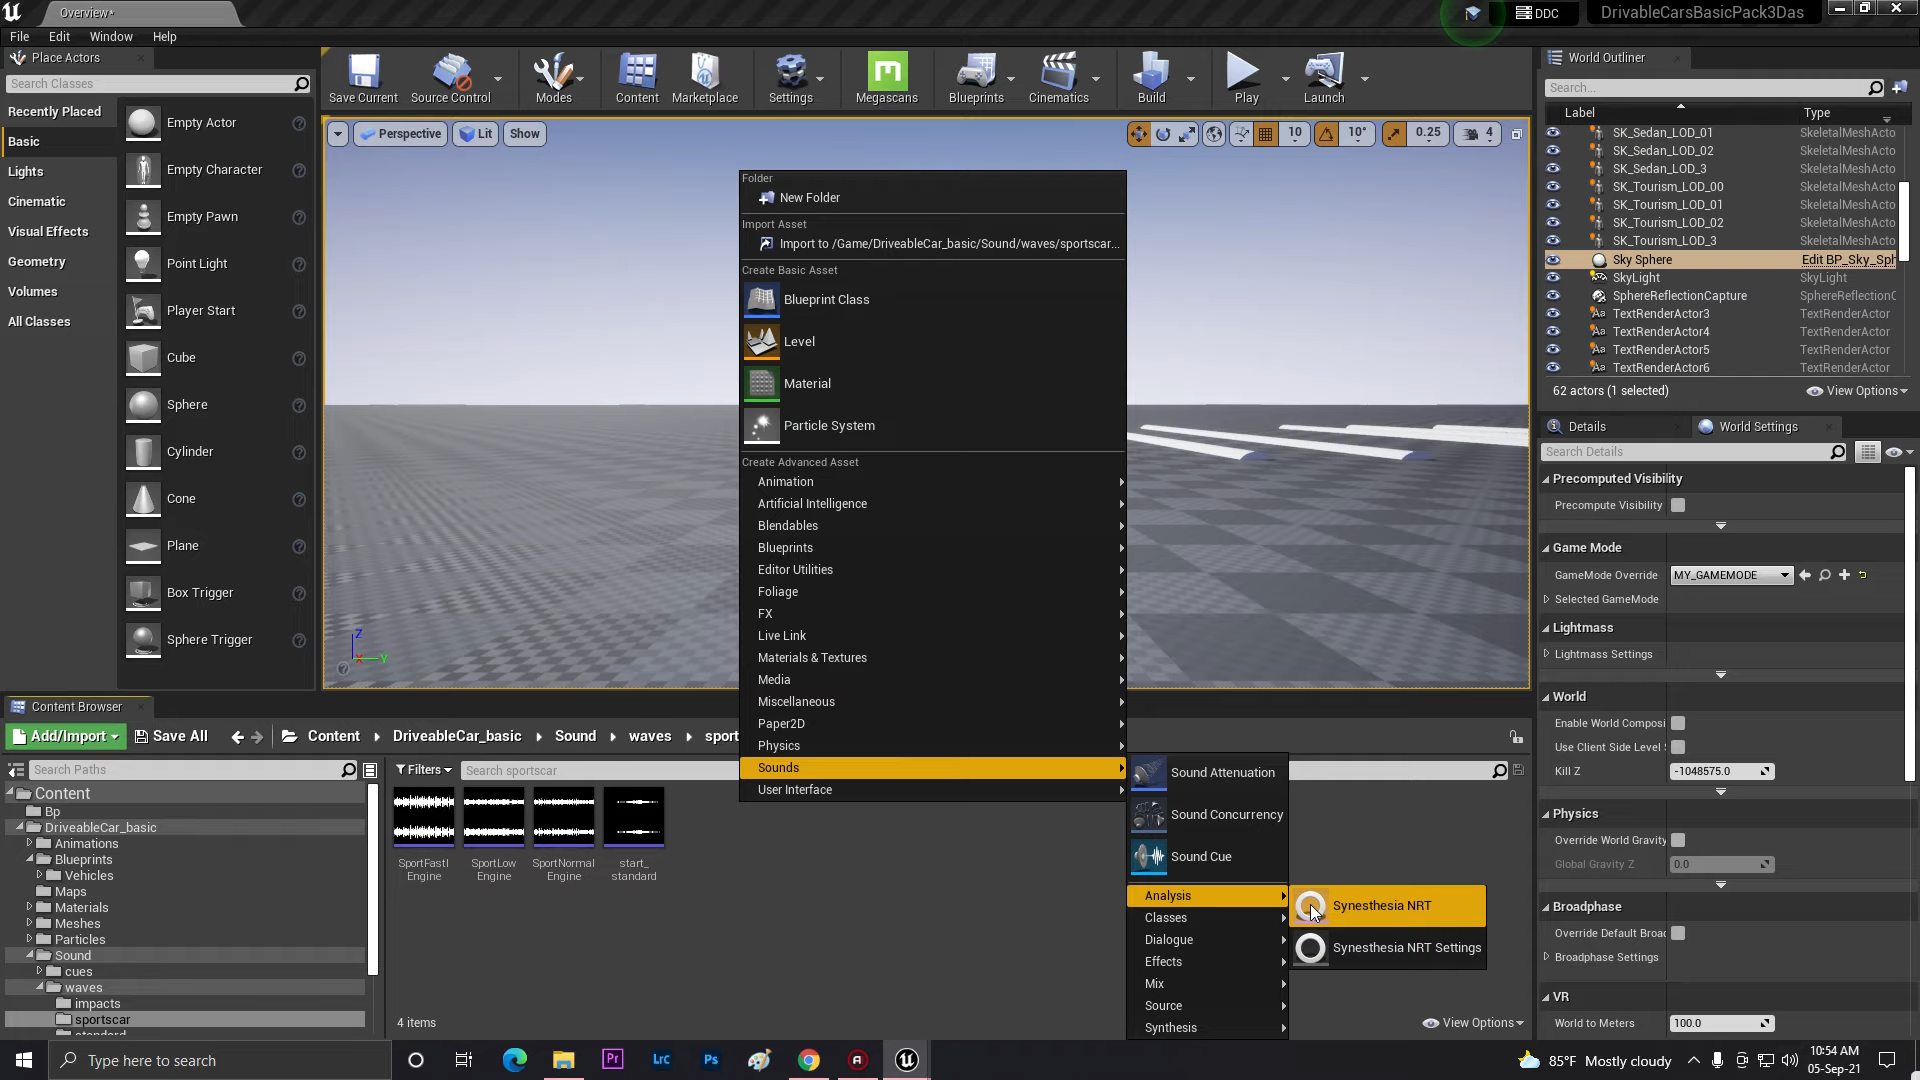 Overview*
DDC
DrivableCarsBasicPack3Das
File Edit Window Help
Place Actors
Search Classes
Recently Placed
Basic
Lights
Cinematic
Visual Effects
Geometry
Volumes
All Classes
Empty Actor
Empty Character
Empty Pawn
Point Light
Player Start
Cube
Sphere
Cylinder
Cone
Plane
Box Trigger
Sphere Trigger
Save Current
Source Control
Modes
Content
Marketplace
Settings
Megascans
Blueprints
Cinematics
Build
Play
Launch
Perspective
Lit
Show
10
10°
0.25
4
Z
X
Y
Folder
New Folder
Import Asset
Import to /Game/DriveableCar_basic/Sound/waves/sportscar...
Create Basic Asset
Blueprint Class
Level
Material
Particle System
Create Advanced Asset
Animation
Artificial Intelligence
Blendables
Blueprints
Editor Utilities
Foliage
FX
Live Link
Materials & Textures
Media
Miscellaneous
Paper2D
Physics
Sounds
User Interface
Sound Attenuation
Sound Concurrency
Sound Cue
Analysis
Classes
Dialogue
Effects
Mix
Source
Synthesis
Synesthesia NRT
Synesthesia NRT Settings
World Outliner
Search...
Label Type
SK_Sedan_LOD_01 SkeletalMeshActo
SK_Sedan_LOD_02 SkeletalMeshActo
SK_Sedan_LOD_3 SkeletalMeshActo
SK_Tourism_LOD_00 SkeletalMeshActo
SK_Tourism_LOD_01 SkeletalMeshActo
SK_Tourism_LOD_02 SkeletalMeshActo
SK_Tourism_LOD_3 SkeletalMeshActo
Sky Sphere Edit BP_Sky_Sph
SkyLight SkyLight
SphereReflectionCapture SphereReflectionC
TextRenderActor3 TextRenderActor
TextRenderActor4 TextRenderActor
TextRenderActor5 TextRenderActor
TextRenderActor6 TextRenderActor
62 actors (1 selected)
View Options
Details
World Settings
Search Details
Precomputed Visibility
Precompute Visibility
Game Mode
GameMode Override MY_GAMEMODE
Selected GameMode
Lightmass
Lightmass Settings
World
Enable World Composi
Use Client Side Level S
Kill Z -1048575.0
Physics
Override World Gravity
Global Gravity Z 0.0
Broadphase
Override Default Broad
Broadphase Settings
VR
World to Meters 100.0
Content Browser
Add/Import
Save All
Content
DriveableCar_basic
Sound
waves
sport
Search Paths
Filters
Search sportscar
Content
Bp
DriveableCar_basic
Animations
Blueprints
Vehicles
Maps
Materials
Meshes
Particles
Sound
cues
waves
impacts
sportscar
standard
SportFastI
Engine
SportLow
Engine
SportNormal
Engine
start_
standard
4 items
View Options
Type here to search
Pr
Lrc
Ps
85°F Mostly cloudy
10:54 AM
05-Sep-21